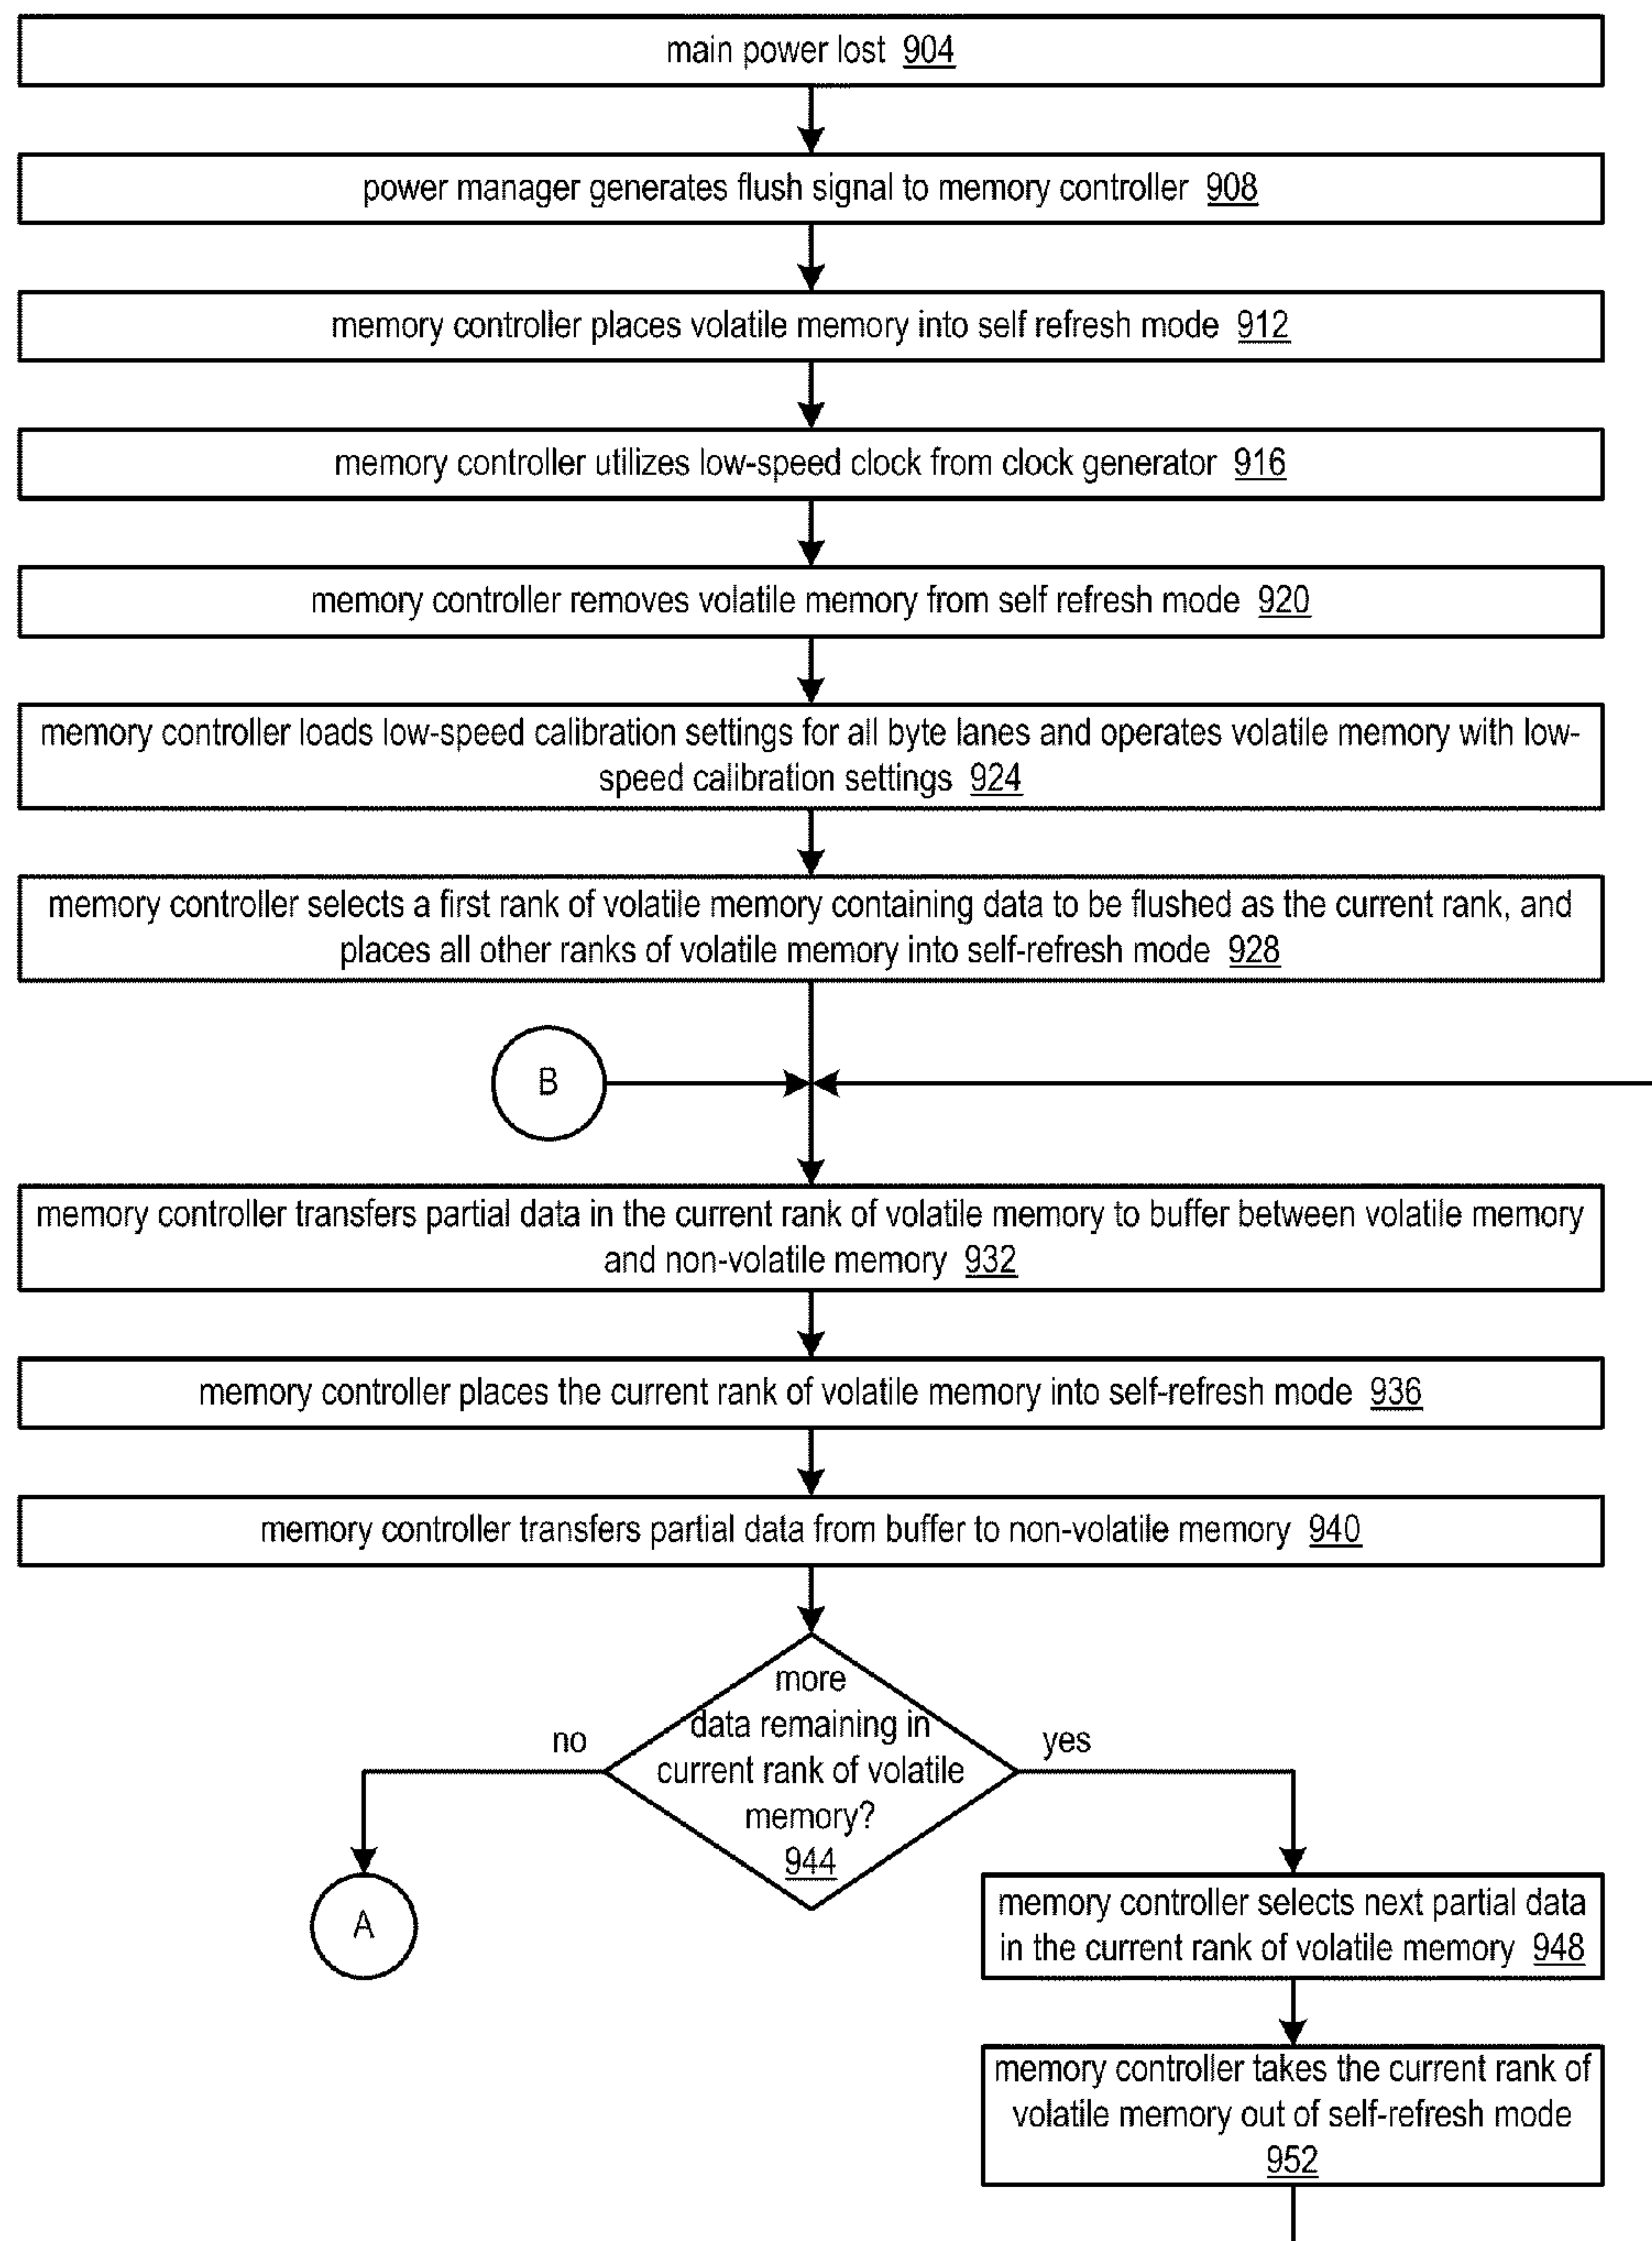 main power lost 904
power manager generates flush signal to memory controller 908
memory controller places volatile memory into self refresh mode 912
memory controller utilizes low-speed clock from clock generator 916
memory controller removes volatile memory from self refresh mode 920
memory controller loads low-speed calibration settings for all byte lanes and operates volatile memory with low-
speed calibration settings 924
memory controller selects a first rank of volatile memory containing data to be flushed as the current rank, and
places all other ranks of volatile memory into self-refresh mode 928
B
memory controller transfers partial data in the current rank of volatile memory to buffer between volatile memory
and non-volatile memory 932
memory controller places the current rank of volatile memory into self-refresh mode 936
memory controller transfers partial data from buffer to non-volatile memory 940
more
data remaining in
current rank of volatile
memory?
944
no
yes
A
memory controller selects next partial data
in the current rank of volatile memory 948
memory controller takes the current rank of
volatile memory out of self-refresh mode
952